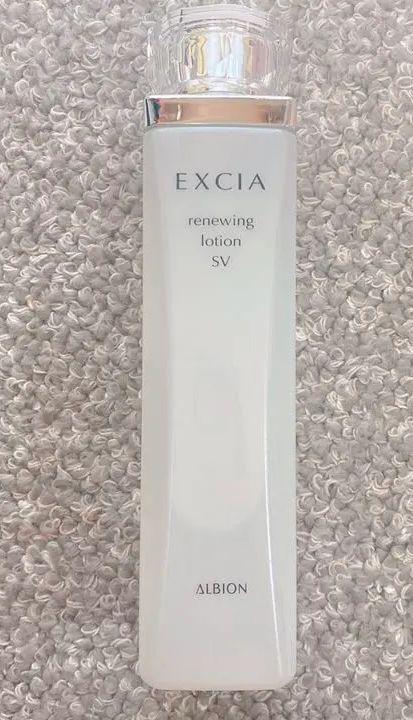 EXCIA
renewing
lotion
SV
ALBION